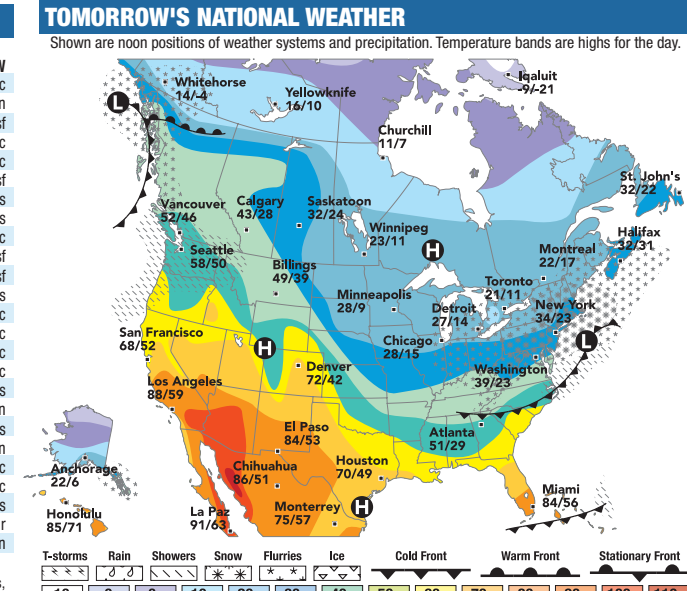 TOMORROW'S NATIONAL WEATHER
Shown are noon positions of weather systems and precipitation. Temperature bands are highs for the day.
Whitehorse
14/-4
Yellowknife
16/10
Iqaluit
-9/-21
L
Churchill
11/7
St. John's
32/22
Vancouver
52/46
Calgary
43/28
Saskatoon
32/24
Winnipeg
23/11
H
Halifax
32/31
Seattle
58/50
Billings
49/39
Montreal
22/17
Toronto
21/11
Minneapolis
28/9
Detroit
27/14
New York
34/23
San Francisco
68/52
H
Chicago
28/15
L
Denver
72/42
Washington
39/23
Los Angeles
88/59
El Paso
84/53
Atlanta
51/29
Anchorage
22/6
Chihuahua
86/51
Houston
70/49
Miami
84/56
Honolulu
85/71
La Paz
91/63
Monterrey
75/57
H
T-storms Rain Showers Snow Flurries Ice Cold Front Warm Front Stationary Front